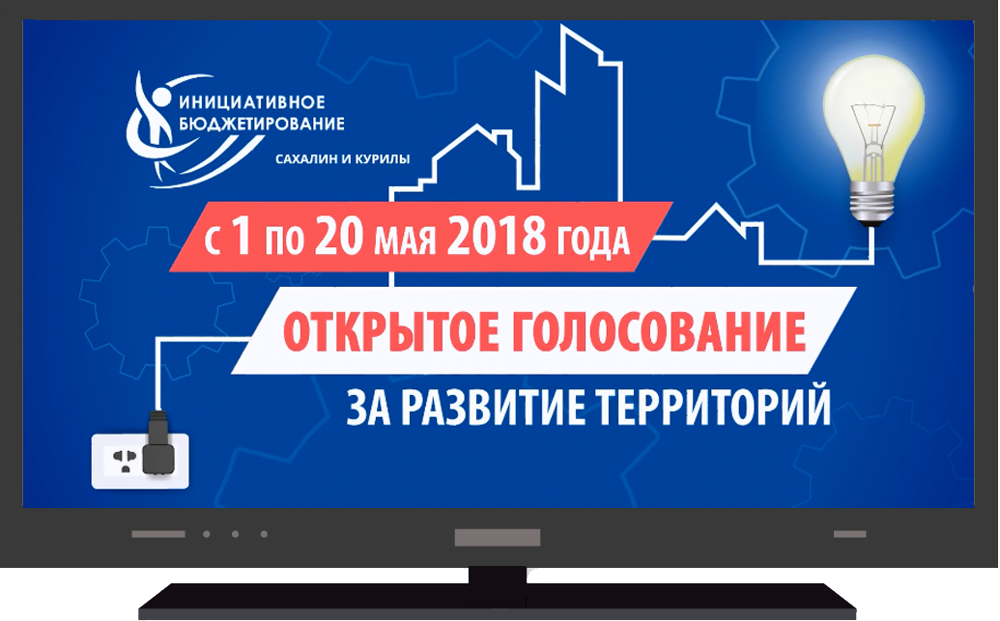 ИНИЦИАТИВНОЕ
БЮДЖЕТИРОВАНИЕ
САХАЛИН И КУРИЛЫ
С 1 ПО 20 МАЯ 2018 ГОДА
ОТКРЫТОЕ ГОЛОСОВАНИЕ
ЗА РАЗВИТИЕ ТЕРРИТОРИЙ